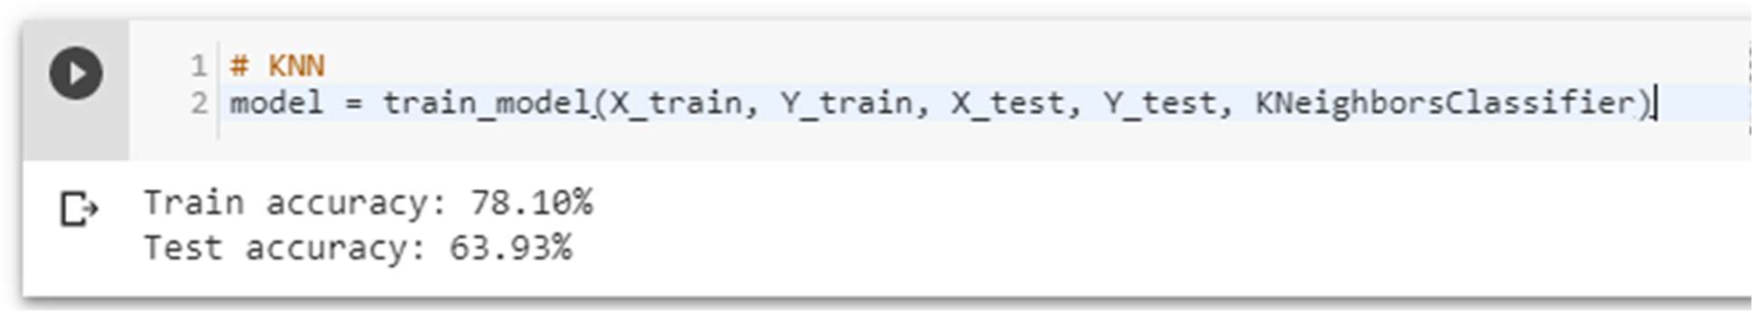 1 # KNN
2 model = train_model(X_train, Y_train, X_test, Y_test, KNeighborsClassifier)
Train accuracy: 78.10%
Test accuracy: 63.93%